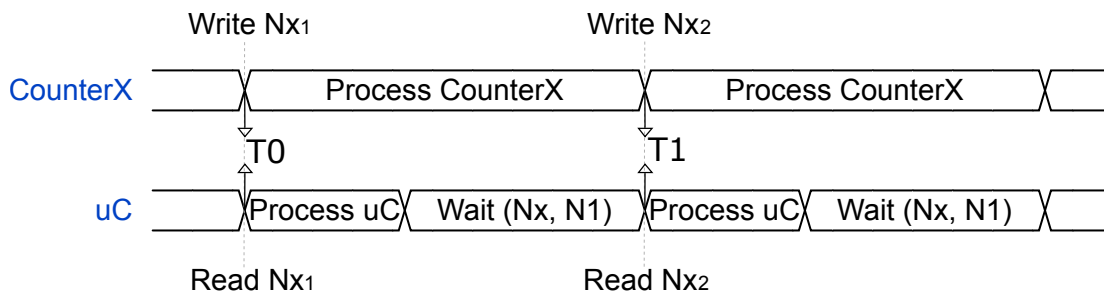 Write Nx1 Write Nx2
CounterX Process CounterX Process CounterX
T0 T1
uC Process uC Wait (Nx, N1) Process uC Wait (Nx, N1)
Read Nx1 Read Nx2